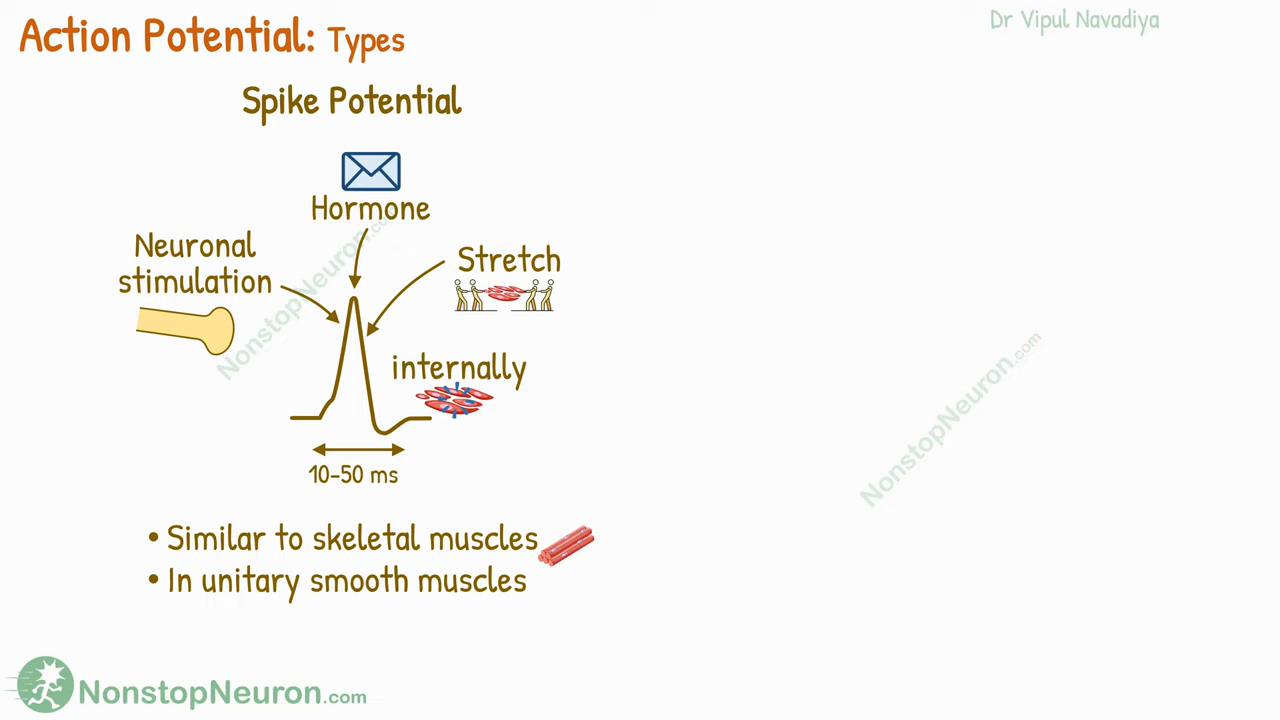 Dr Vipul Navadiya
Action Potential: Types
Spike Potential
Hormone
Neuronal
stimulation
Stretch
internally
10-50 ms
• Similar to skeletal muscles
• In unitary smooth muscles
NonstopNeuron.com
NonstopNeuron.com
NonstopNeuron.com